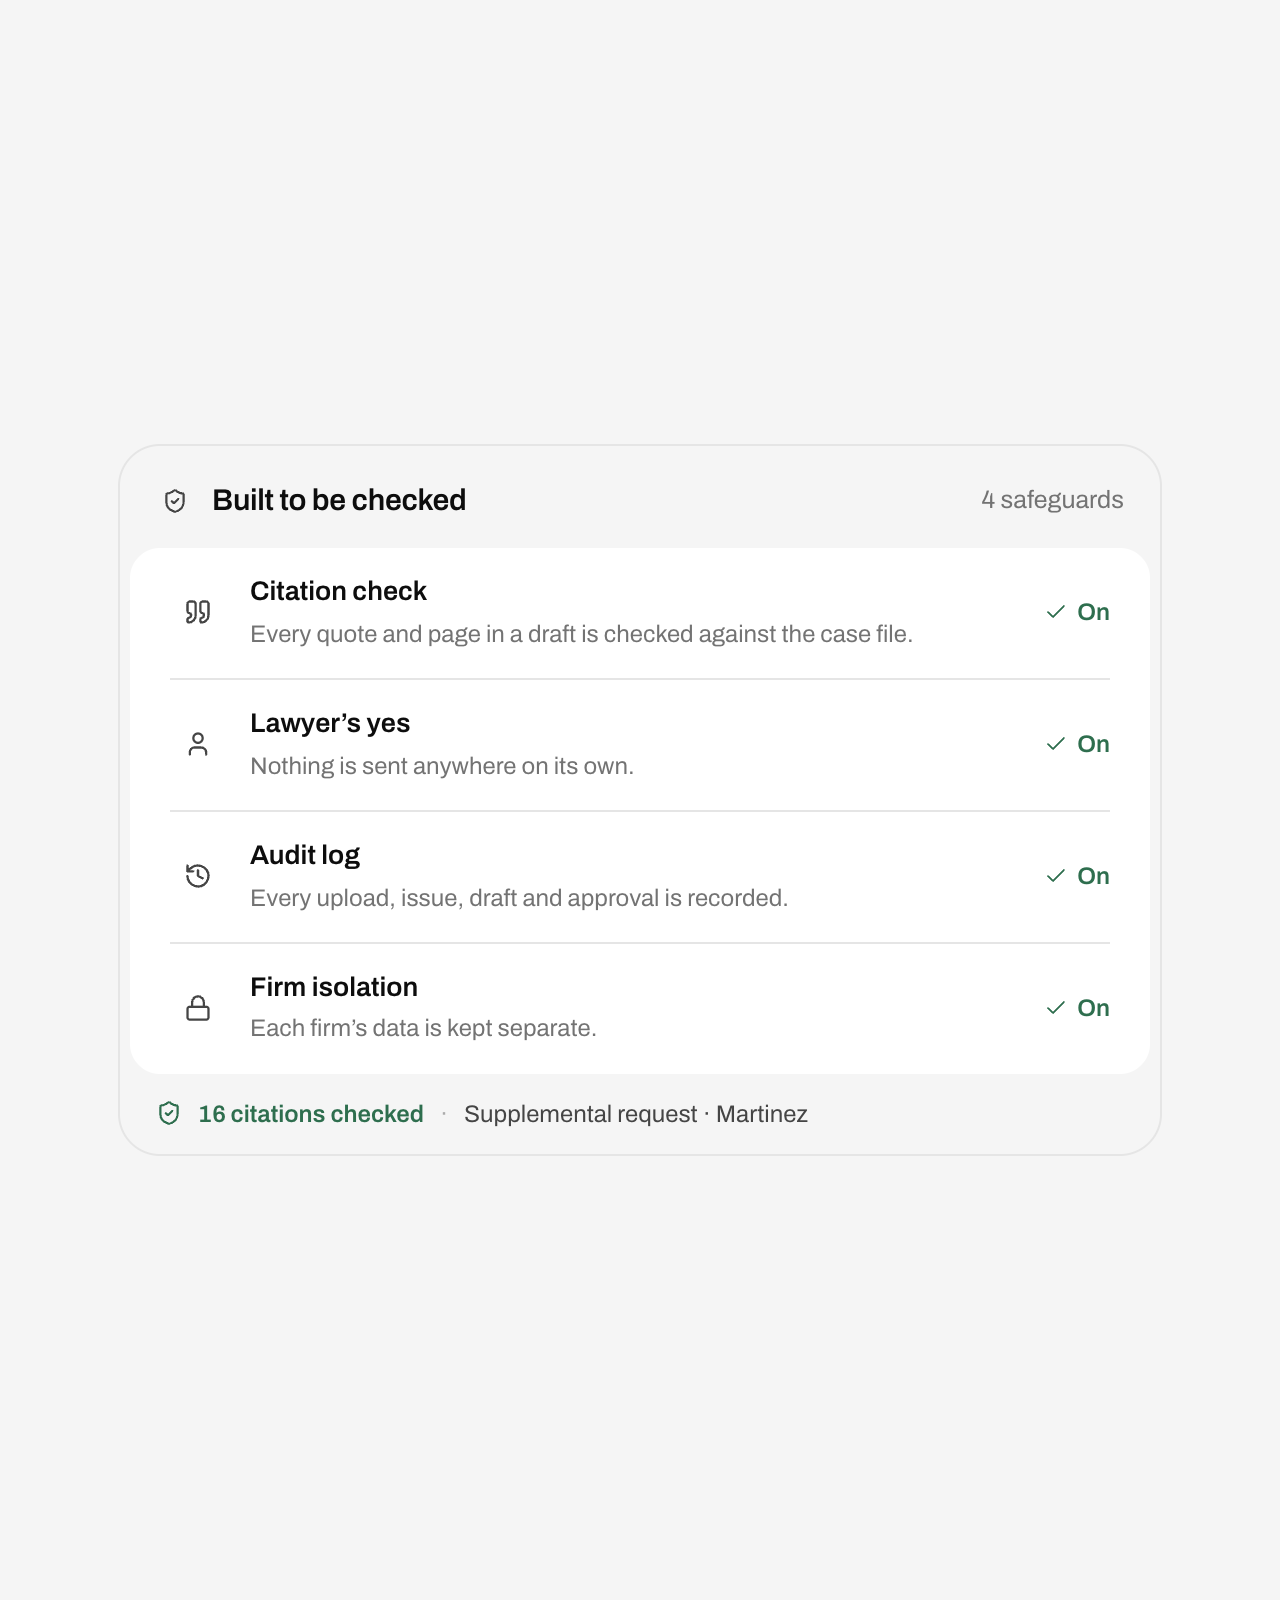 Built to be checked
4 safeguards
Citation check
Every quote and page in a draft is checked against the case file.
On
Lawyer’s yes
Nothing is sent anywhere on its own.
On
Audit log
Every upload, issue, draft and approval is recorded.
On
Firm isolation
Each firm’s data is kept separate.
On
16 citations checked · Supplemental request · Martinez